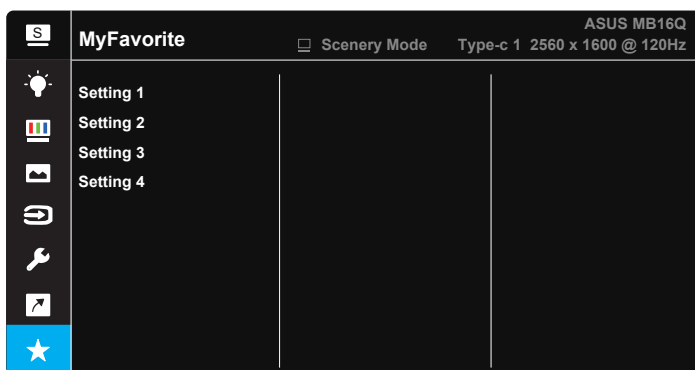 S
MyFavorite
Scenery Mode
ASUS MB16Q
Type-c 1 2560 x 1600 @ 120Hz
Setting 1
Setting 2
Setting 3
Setting 4